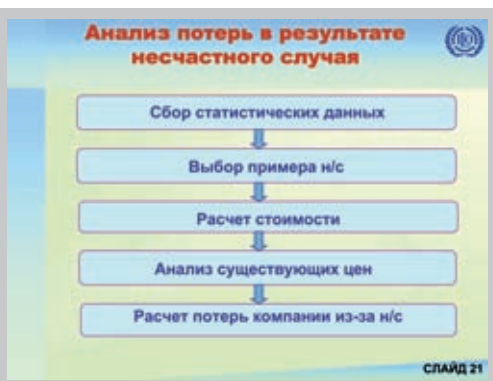 Анализ потерь в результате
несчастного случая
Сбор статистических данных
Выбор примера н/с
Расчет стоимости
Анализ существующих цен
Расчет потерь компании из-за н/с
СЛАЙД 21